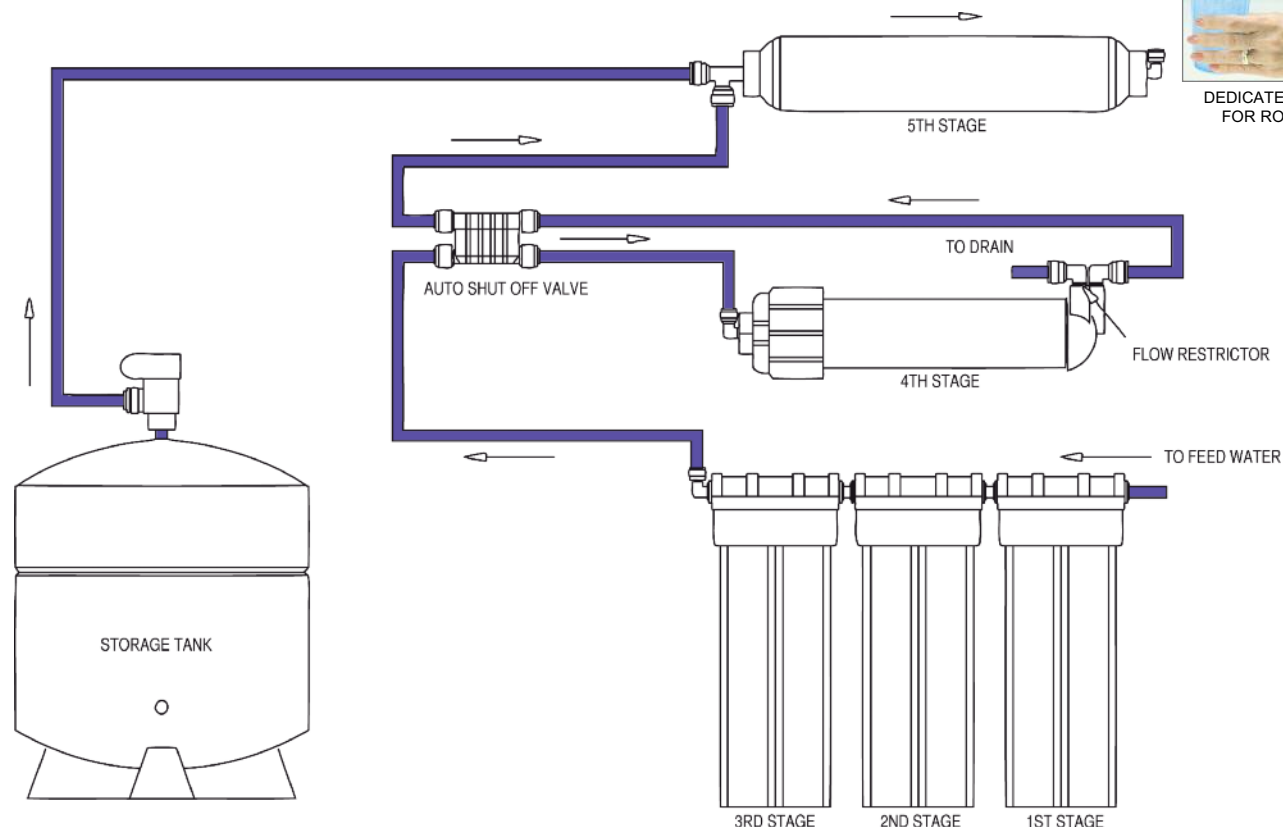 DEDICATE
FOR RO
5TH STAGE
TO DRAIN
AUTO SHUT OFF VALVE
FLOW RESTRICTOR
4TH STAGE
TO FEED WATER
STORAGE TANK
3RD STAGE
2ND STAGE
1ST STAGE